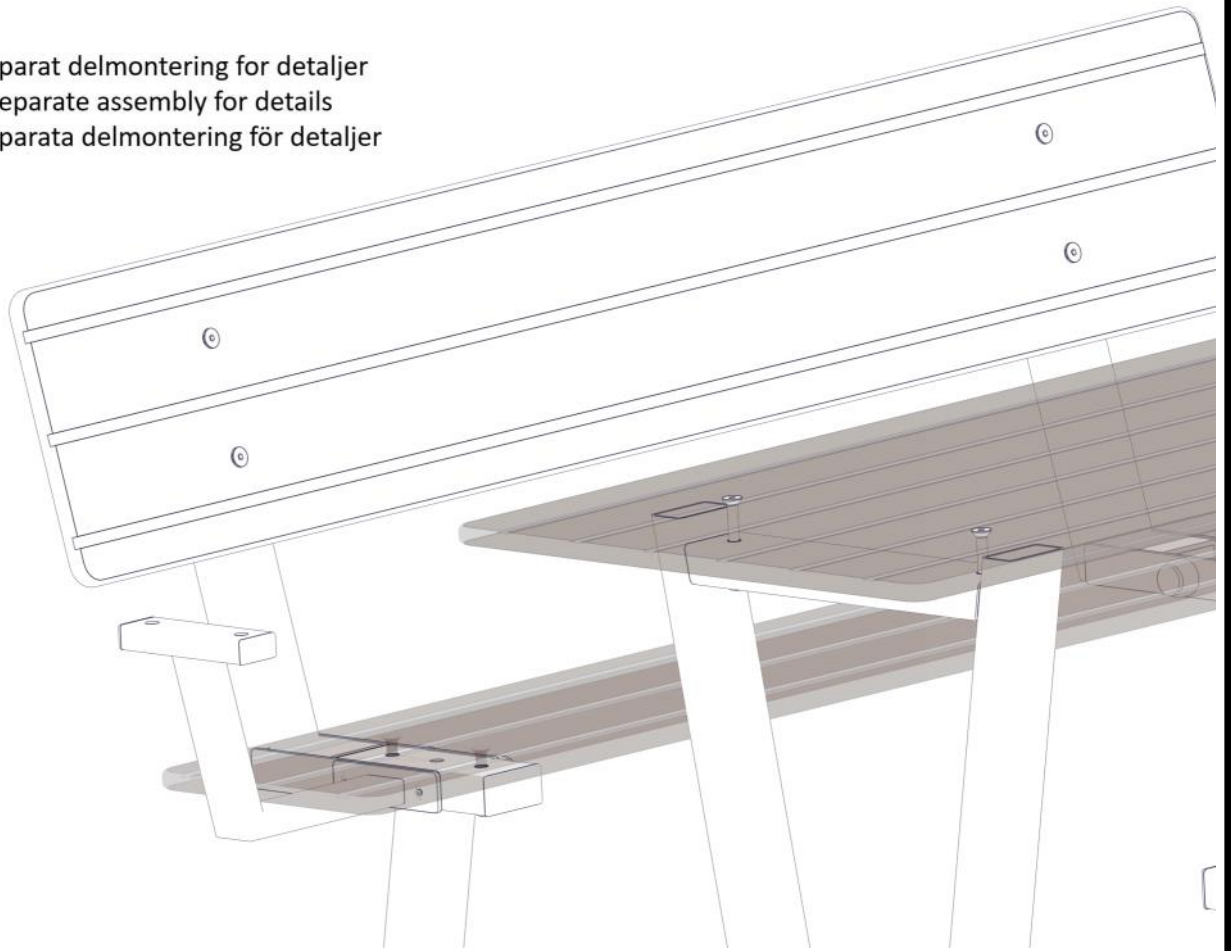 parat delmontering for detaljer
eparate assembly for details
parata delmontering för detaljer